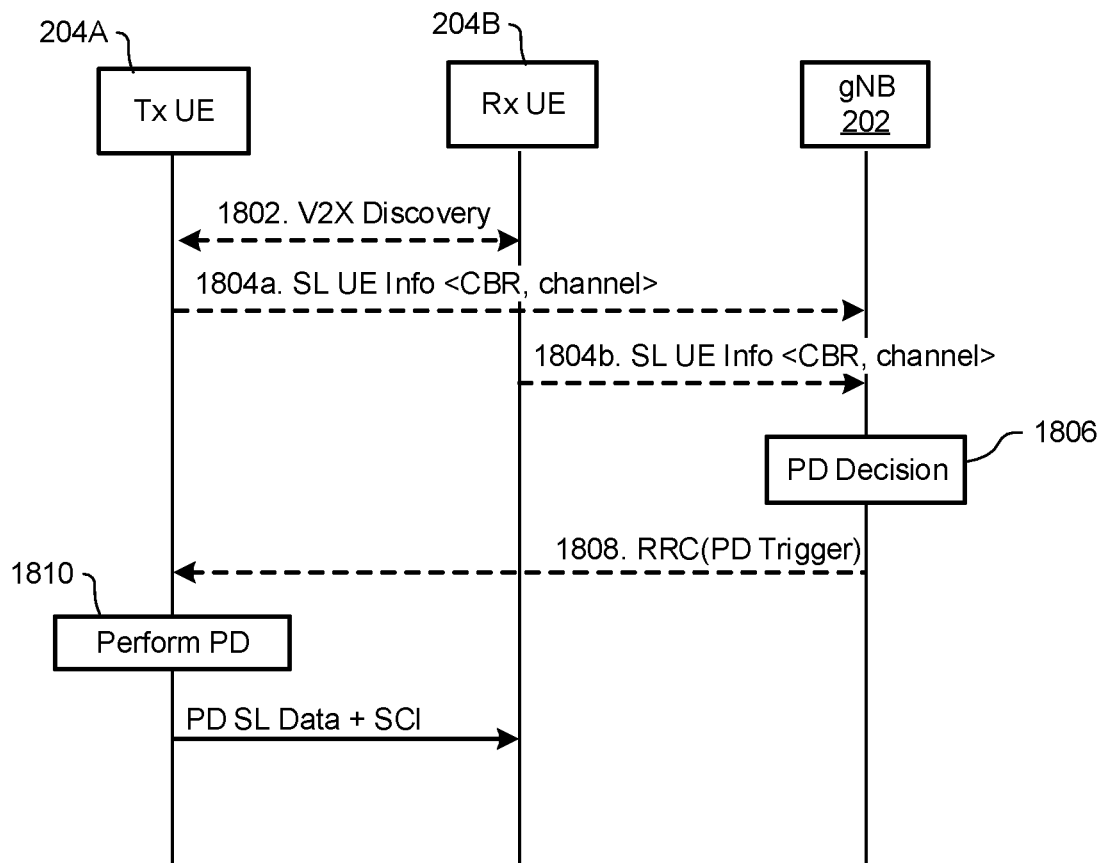 204A
204B
Tx UE
Rx UE
gNB
202
1802. V2X Discovery
1804a. SL UE Info <CBR, channel>
1804b. SL UE Info <CBR, channel>
1806
PD Decision
1808. RRC(PD Trigger)
1810
Perform PD
PD SL Data + SCI